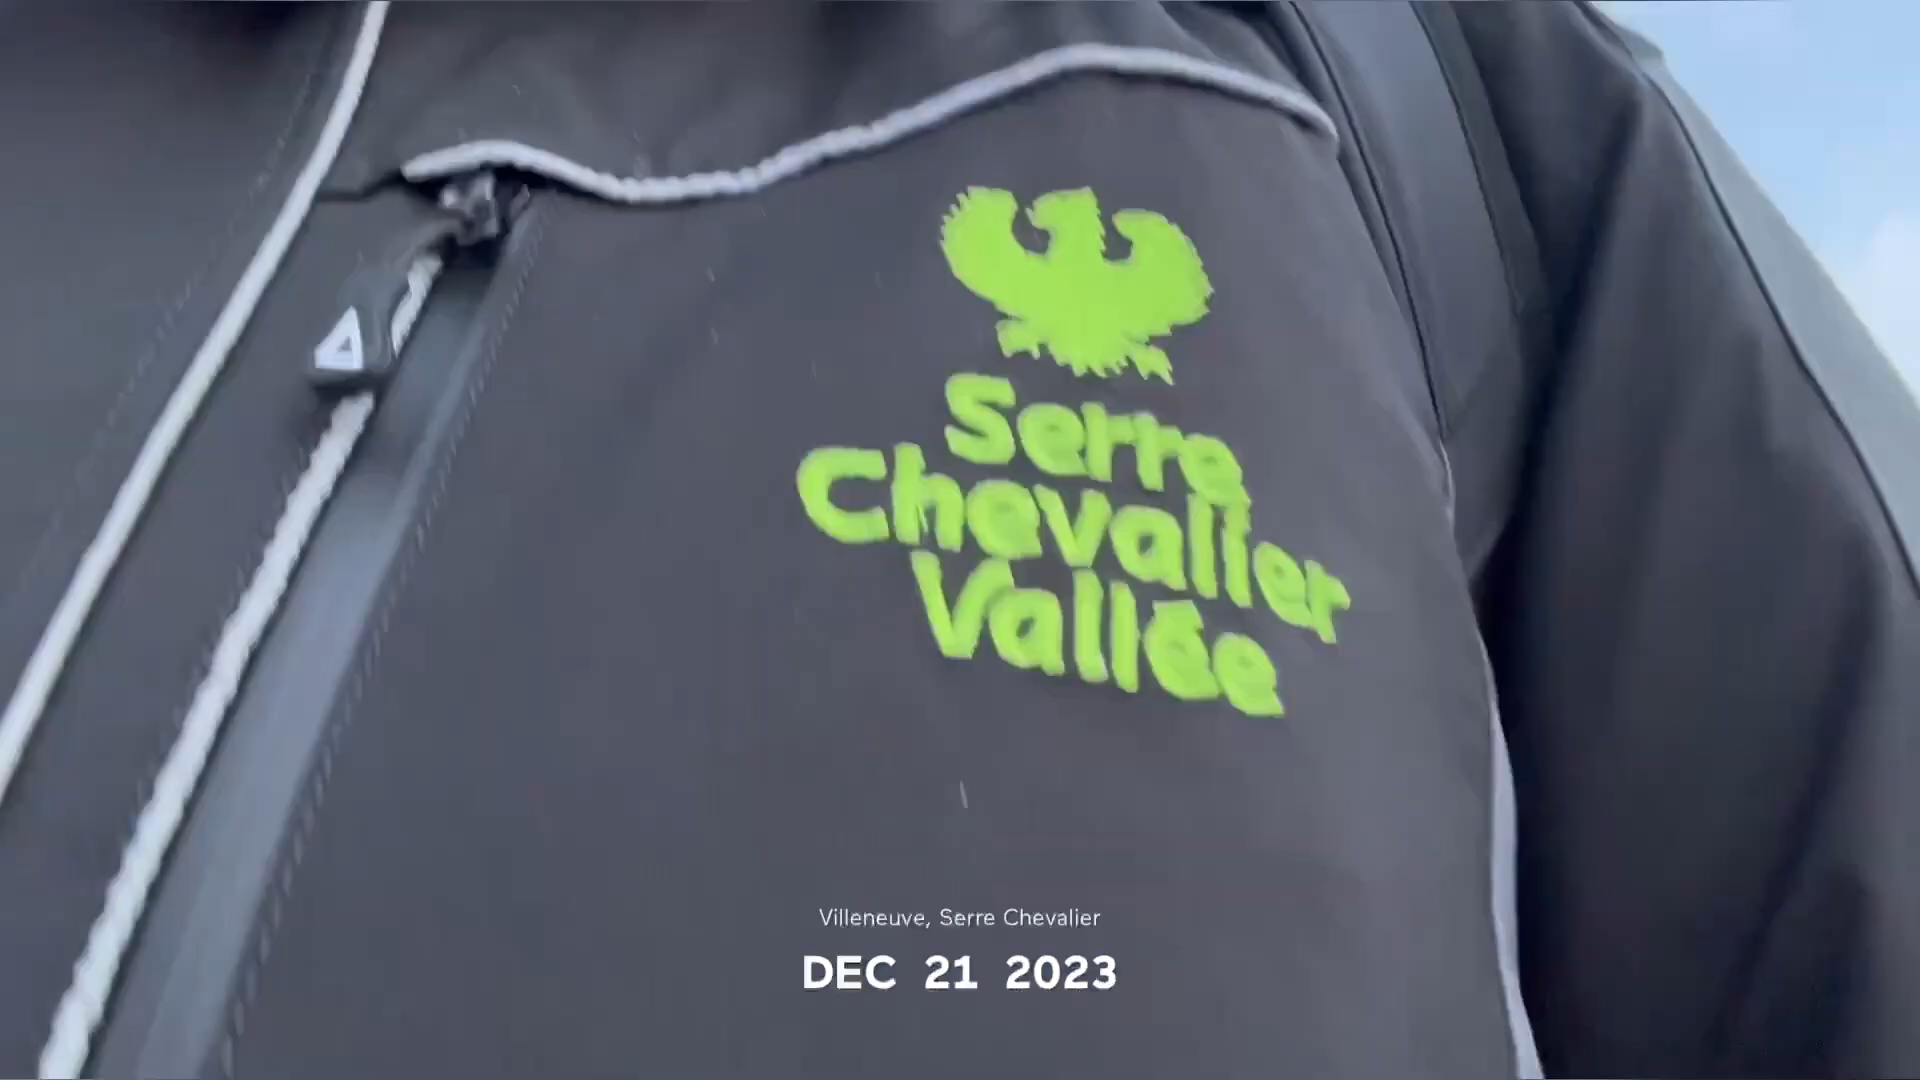 Serre
Chevalier
Vallée
Villeneuve, Serre Chevalier
DEC 21 2023